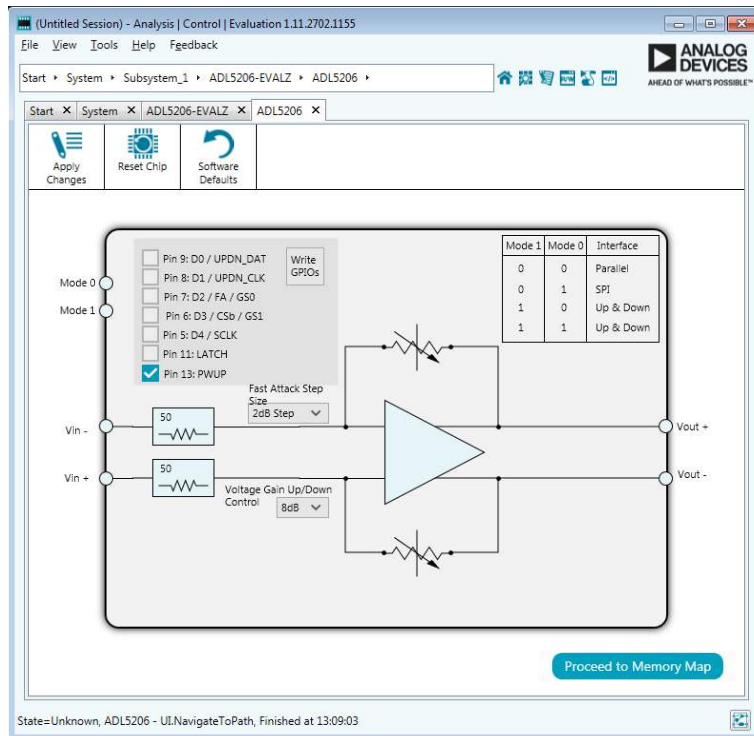 (Untitled Session) - Analysis | Control | Evaluation 1.11.2702.1155
File View Tools Help Feedback
ANALOG
DEVICES
AHEAD OF WHAT'S POSSIBLE™
Start System Subsystem_1 ADL5206-EVALZ ADL5206
Start System ADL5206-EVALZ ADL5206
Apply
Changes
Reset Chip
Software
Defaults
Pin 9: D0 / UPDN_DAT
Pin 8: D1 / UPDN_CLK
Pin 7: D2 / FA / GS0
Pin 6: D3 / CSb / GS1
Pin 5: D4 / SCLK
Pin 11: LATCH
Pin 13: PWUP
Write
GPIOs
Mode 1 Mode 0 Interface
0 0 Parallel
0 1 SPI
1 0 Up & Down
1 1 Up & Down
Mode 0
Mode 1
Fast Attack Step
Size
2dB Step
50
Vin -
Vout +
50
Vin +
Vout -
Voltage Gain Up/Down
Control
8dB
Proceed to Memory Map
State=Unknown, ADL5206 - UI.NavigateToPath, Finished at 13:09:03